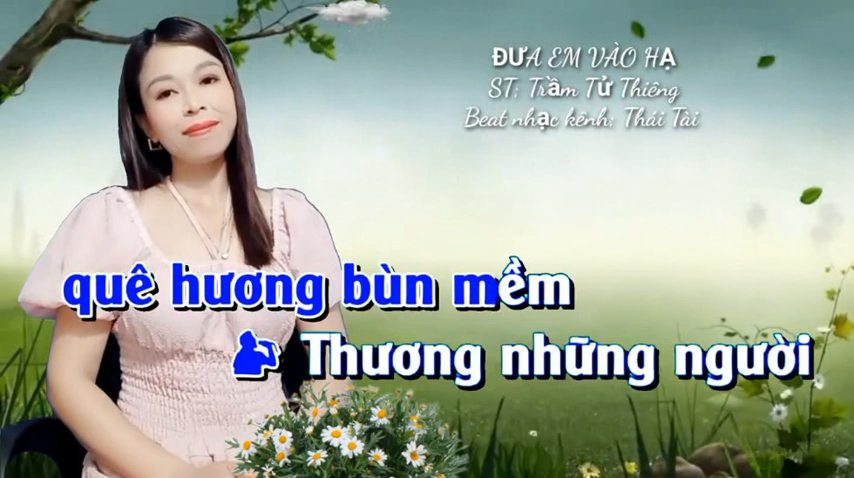 ĐƯA EM VÀO HẠ
ST: Trầm Tử Thiêng
Beat nhạc kênh: Thái Tài
quê hương bùn mềm
Thương những người